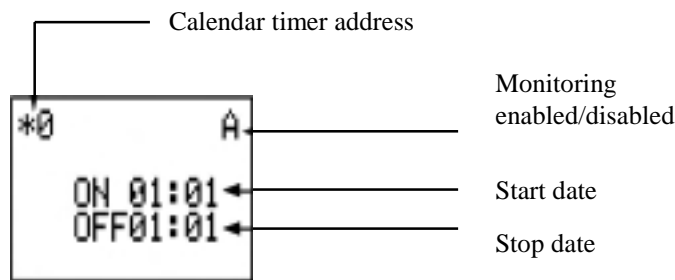 Calendar timer address
Monitoring
enabled/disabled
*0 A
ON 01:01
Start date
OFF01:01
Stop date